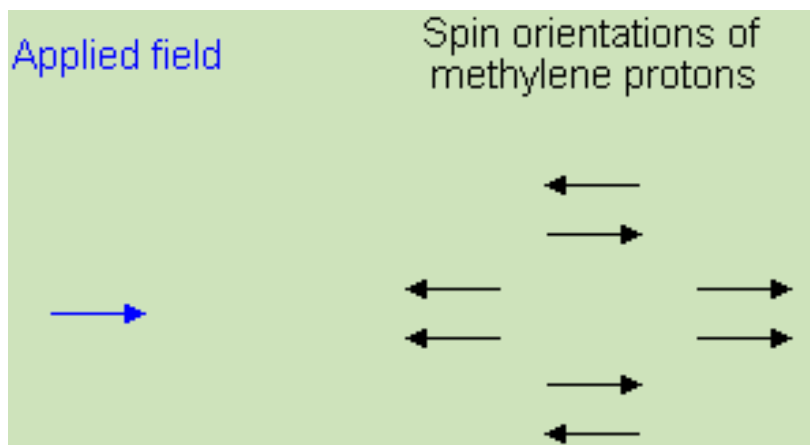 Applied field
Spin orientations of
methylene protons